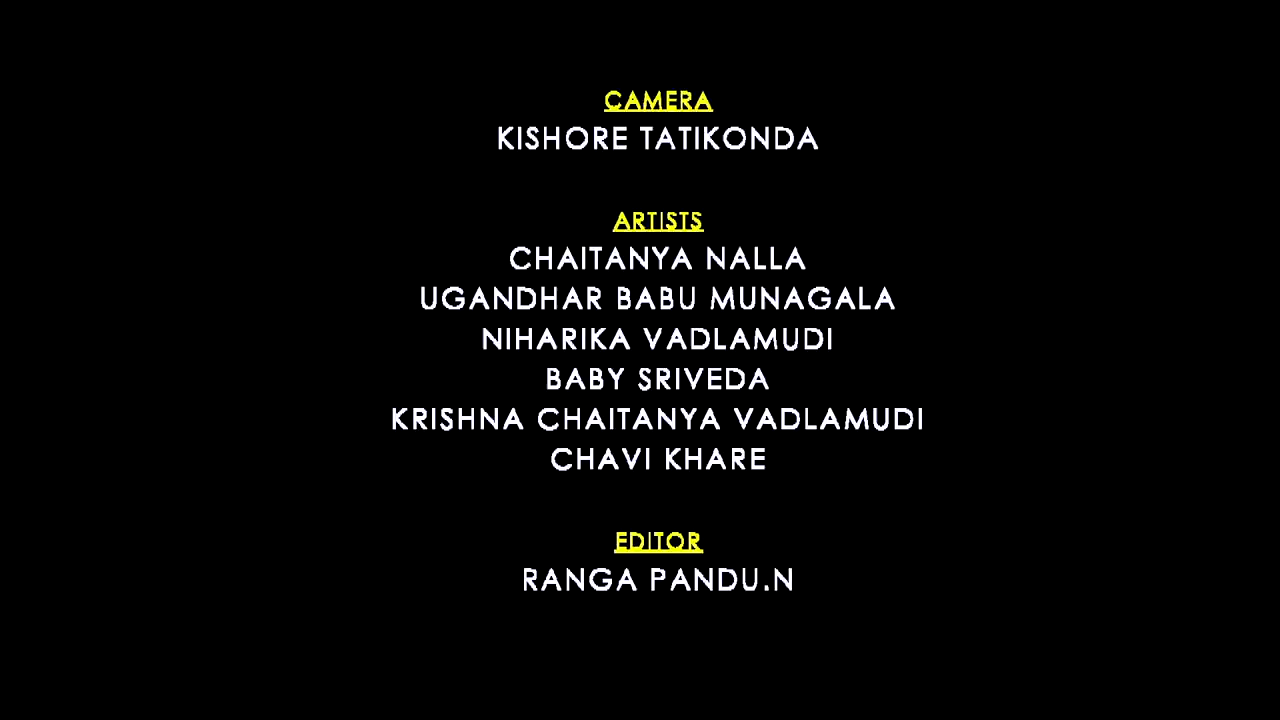 CAMERA
KISHORE TATIKONDA
ARTISTS
CHAITANYA NALLA
UGANDHAR BABU MUNAGALA
NIHARIKA VADLAMUDI
BABY SRIVEDA
KRISHNA CHAITANYA VADLAMUDI
CHAVI KHARE
EDITOR
RANGA PANDU.N